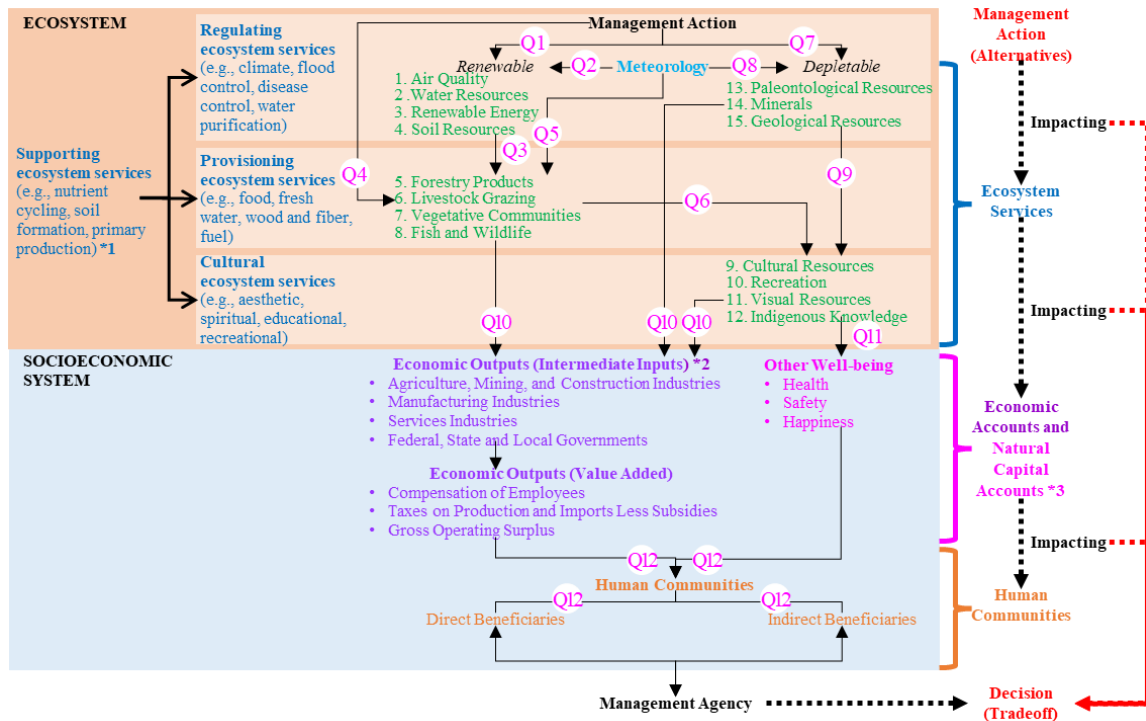 ECOSYSTEM
Regulating
ecosystem services
(e.g., climate, flood
control, disease
control, water
purification)
Supporting
ecosystem services
(e.g., nutrient
cycling, soil
formation, primary
production) *1
Provisioning
ecosystem services
(e.g., food, fresh
water, wood and fiber,
fuel)
Cultural
ecosystem services
(e.g., aesthetic,
spiritual, educational,
recreational)
Management Action
Q1
Q7
Renewable
Q2
Meteorology
Q8
Depletable
1. Air Quality
2. Water Resources
3. Renewable Energy
4. Soil Resources
13. Paleontological Resources
14. Minerals
15. Geological Resources
Q5
Q3
Q4
Q9
5. Forestry Products
6. Livestock Grazing
7. Vegetative Communities
8. Fish and Wildlife
Q6
9. Cultural Resources
10. Recreation
11. Visual Resources
12. Indigenous Knowledge
Q10
Q10
Q10
Q11
SOCIOECONOMIC
SYSTEM
Economic Outputs (Intermediate Inputs) *2
• Agriculture, Mining, and Construction Industries
• Manufacturing Industries
• Services Industries
• Federal, State and Local Governments
Other Well-being
• Health
• Safety
• Happiness
Economic Outputs (Value Added)
• Compensation of Employees
• Taxes on Production and Imports Less Subsidies
• Gross Operating Surplus
Q12
Q12
Human Communities
Q12
Q12
Direct Beneficiaries
Indirect Beneficiaries
Management Agency
Management
Action
(Alternatives)
Impacting
Ecosystem
Services
Impacting
Economic
Accounts and
Natural
Capital
Accounts *3
Impacting
Human
Communities
Decision
(Tradeoff)